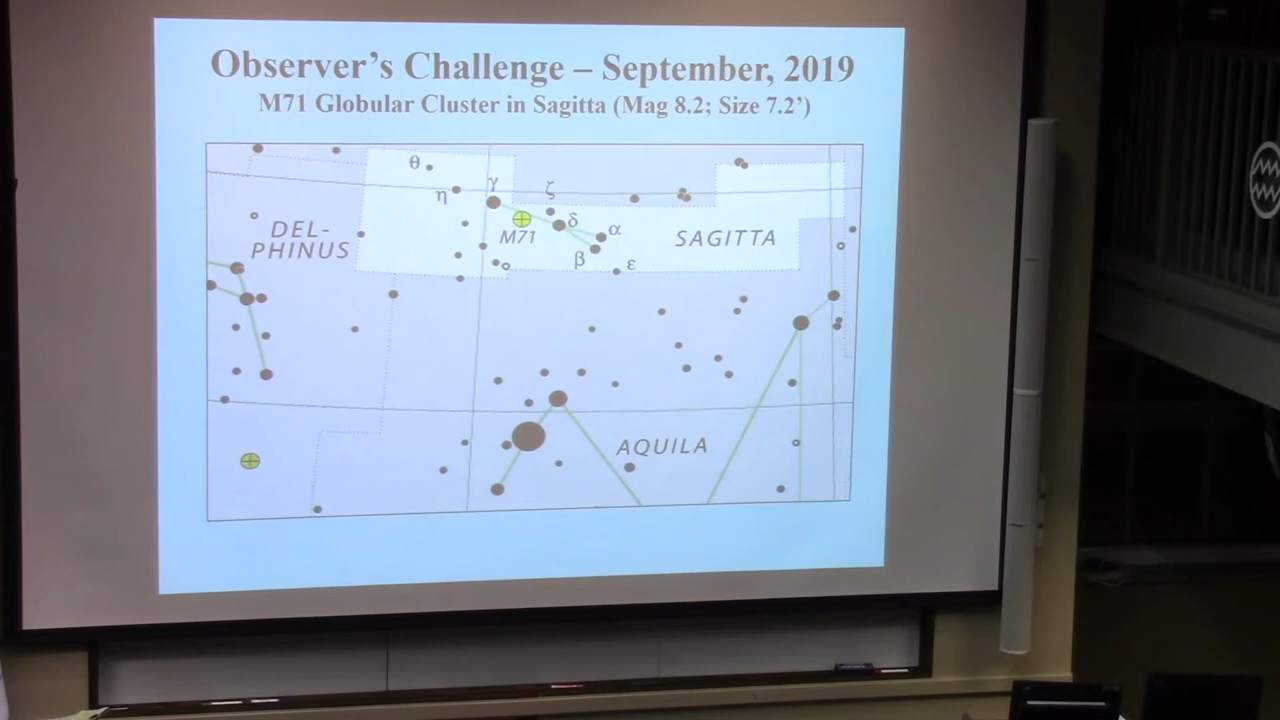 Observer's Challenge – September, 2019
M71 Globular Cluster in Sagitta (Mag 8.2; Size 7.2')
θ
η
γ
ζ
DEL-
PHINUS
M71
δ
α
SAGITTA
β
ε
AQUILA